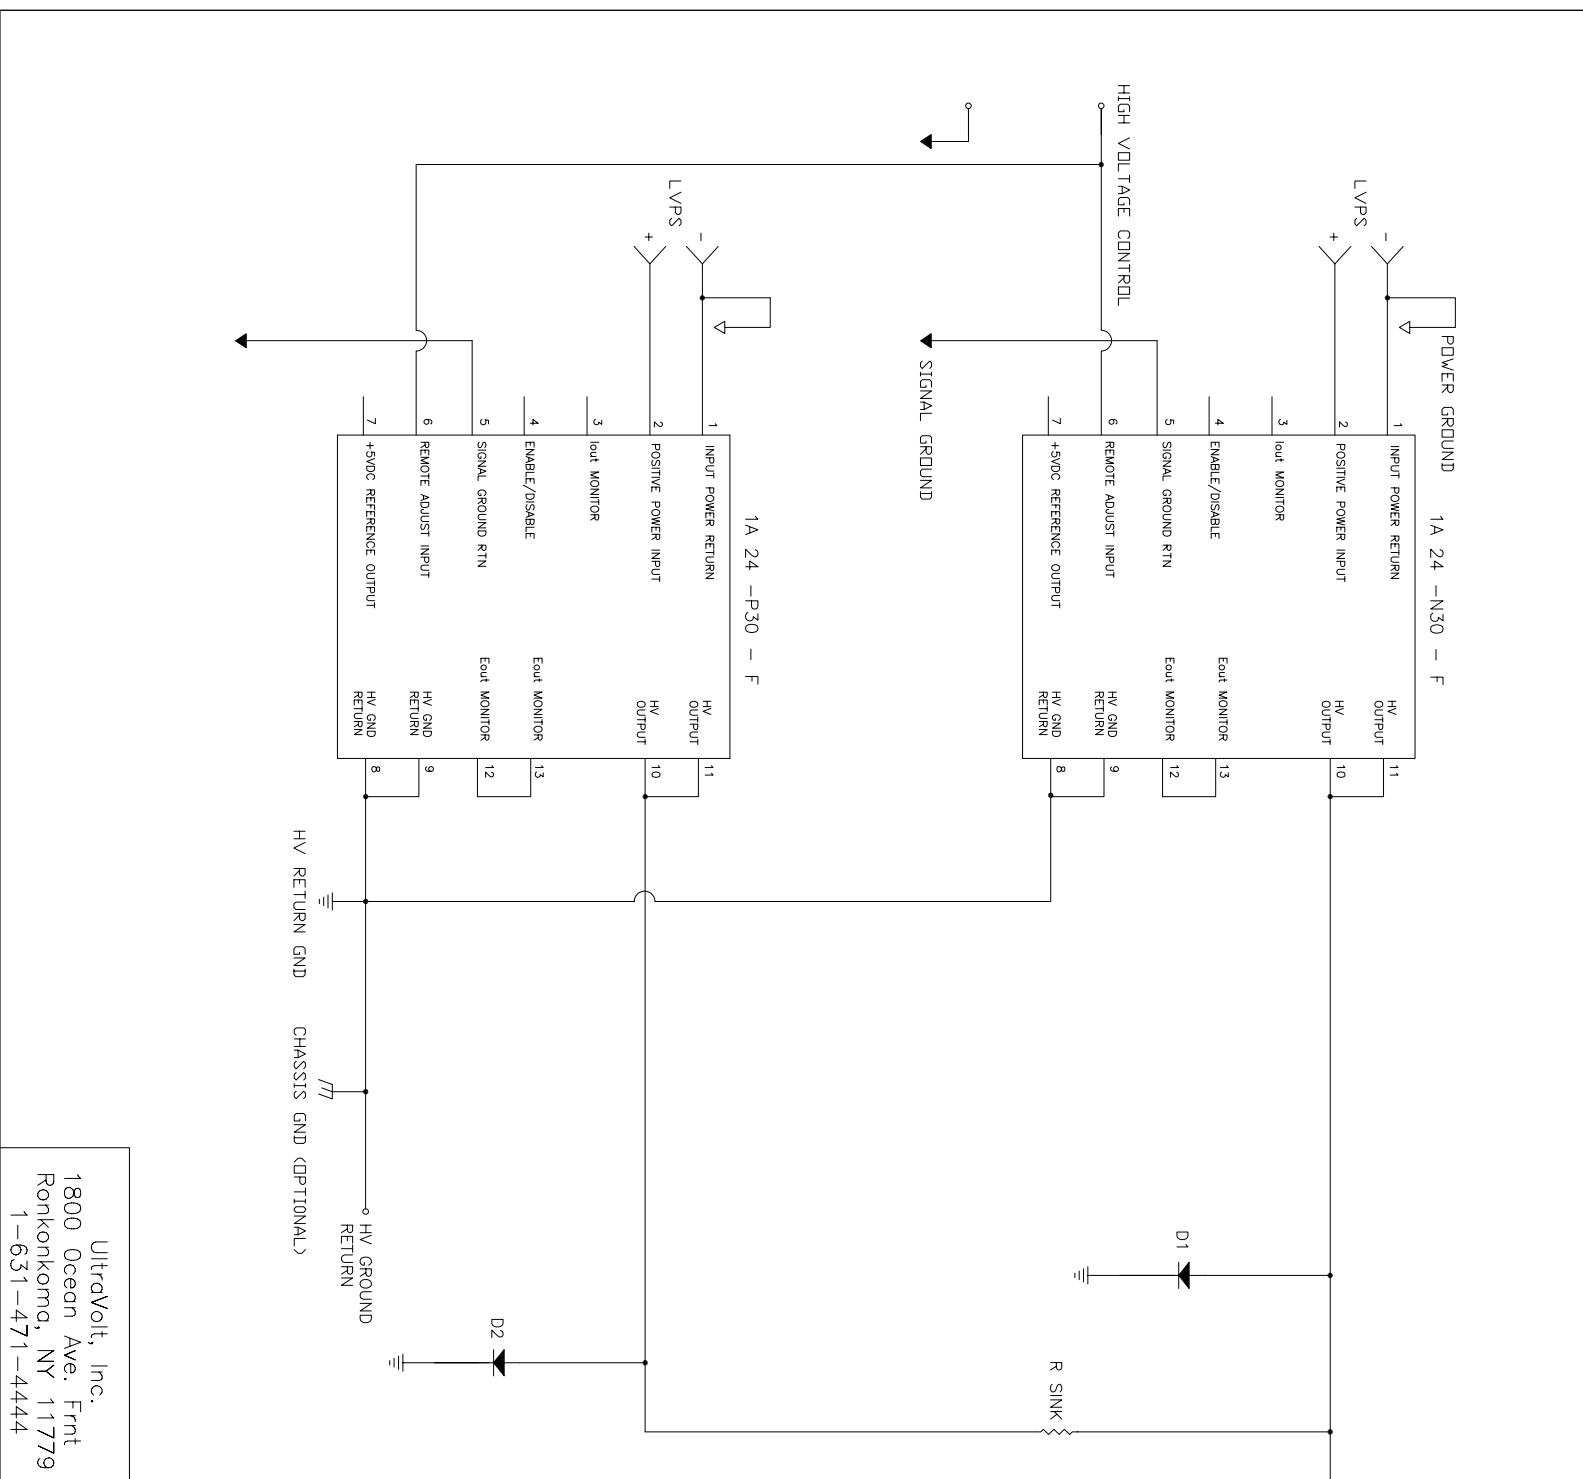 POWER GROUND
LVPS
-
+
HIGH VOLTAGE CONTROL
SIGNAL GROUND
1A 24 -N30 - F
1
INPUT POWER RETURN
2
POSITIVE POWER INPUT
3
Iout MONITOR
4
ENABLE/DISABLE
5
SIGNAL GROUND RTN
6
REMOTE ADJUST INPUT
7
+5VDC REFERENCE OUTPUT
HV
OUTPUT
11
HV
OUTPUT
10
Eout MONITOR
13
Eout MONITOR
12
HV GND
RETURN
9
HV GND
RETURN
8
D1
R SINK
LVPS
-
+
1A 24 -P30 - F
1
INPUT POWER RETURN
2
POSITIVE POWER INPUT
3
Iout MONITOR
4
ENABLE/DISABLE
5
SIGNAL GROUND RTN
6
REMOTE ADJUST INPUT
7
+5VDC REFERENCE OUTPUT
HV
OUTPUT
11
HV
OUTPUT
10
Eout MONITOR
13
Eout MONITOR
12
HV GND
RETURN
9
HV GND
RETURN
8
D2
HV RETURN GND
CHASSIS GND (OPTIONAL)
HV GROUND
RETURN
UltraVolt, Inc.
1800 Ocean Ave. Frnt
Ronkonkoma, NY 11779
1-631-471-4444